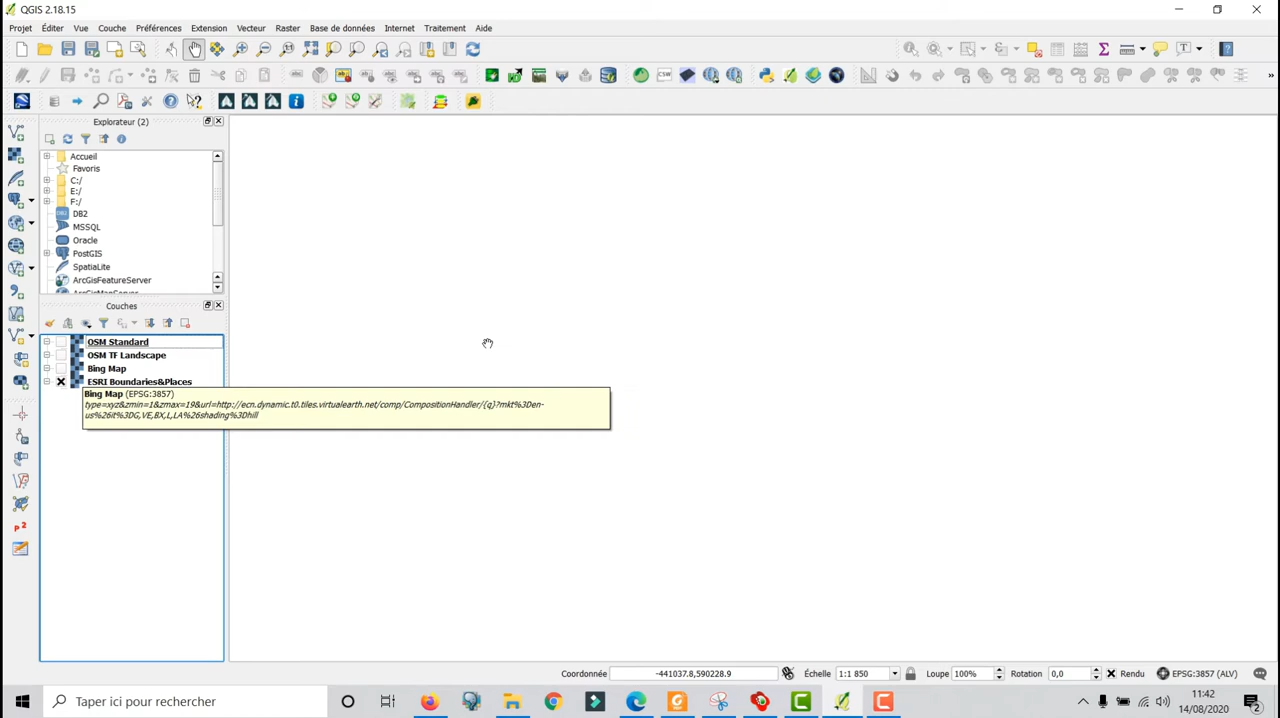 QGIS 2.18.15
Projet Éditer Vue Couche Préférences Extension Vecteur Raster Base de données Internet Traitement Aide
Explorateur (2)
Accueil
Favoris
C:/
E:/
F:/
DB2
MSSQL
Oracle
PostGIS
SpatiaLite
ArcGisFeatureServer
ArcGisMapServer
Couches
OSM Standard
OSM TF Landscape
Bing Map
ESRI Boundaries&Places
Bing Map (EPSG:3857)
type=xyz&zmin=1&zmax=19&url=http://ecn.dynamic.t0.tiles.virtualearth.net/comp/CompositionHandler/{q}?mkt%3Den-
us%26it%3DG,VE,BX,L,LA%26shading%3Dhill
Coordonnée -441037.8,590228.9 Échelle 1:1 850 Loupe 100% Rotation 0,0 Rendu EPSG:3857 (ALV)
Taper ici pour rechercher
11:42
14/08/2020
2